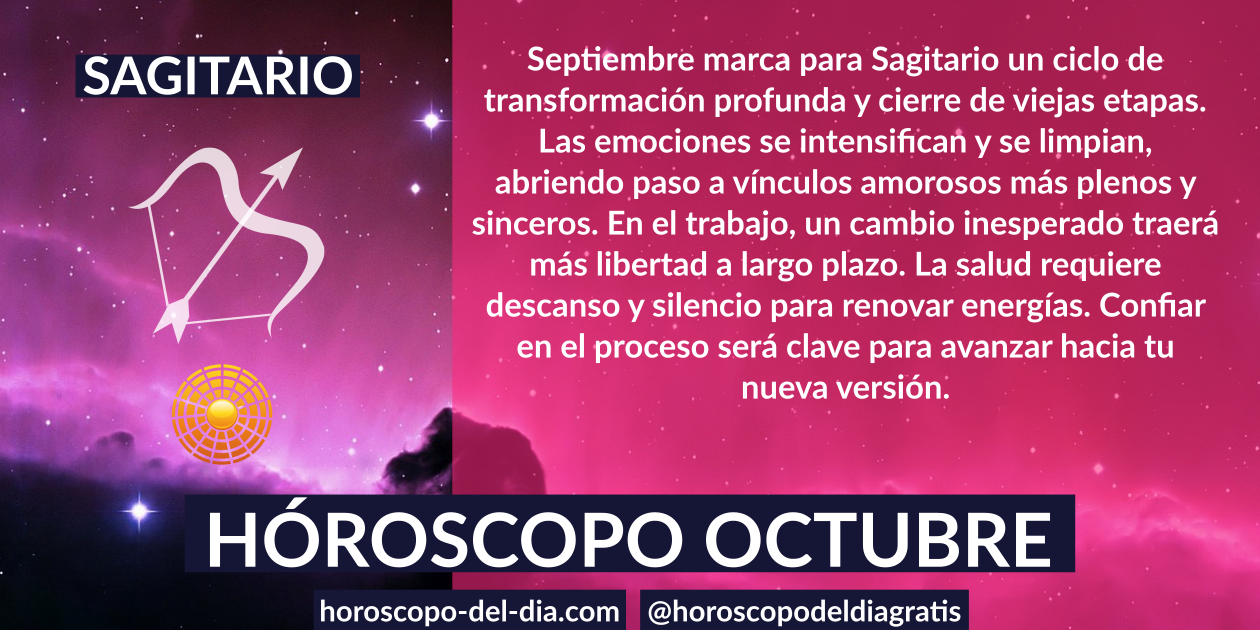 SAGITARIO
Septiembre marca para Sagitario un ciclo de
transformación profunda y cierre de viejas etapas.
Las emociones se intensifican y se limpian,
abriendo paso a vínculos amorosos más plenos y
sinceros. En el trabajo, un cambio inesperado traerá
más libertad a largo plazo. La salud requiere
descanso y silencio para renovar energías. Confiar
en el proceso será clave para avanzar hacia tu
nueva versión.
HÓROSCOPO OCTUBRE
horoscopo-del-dia.com
@horoscopodeldiagratis